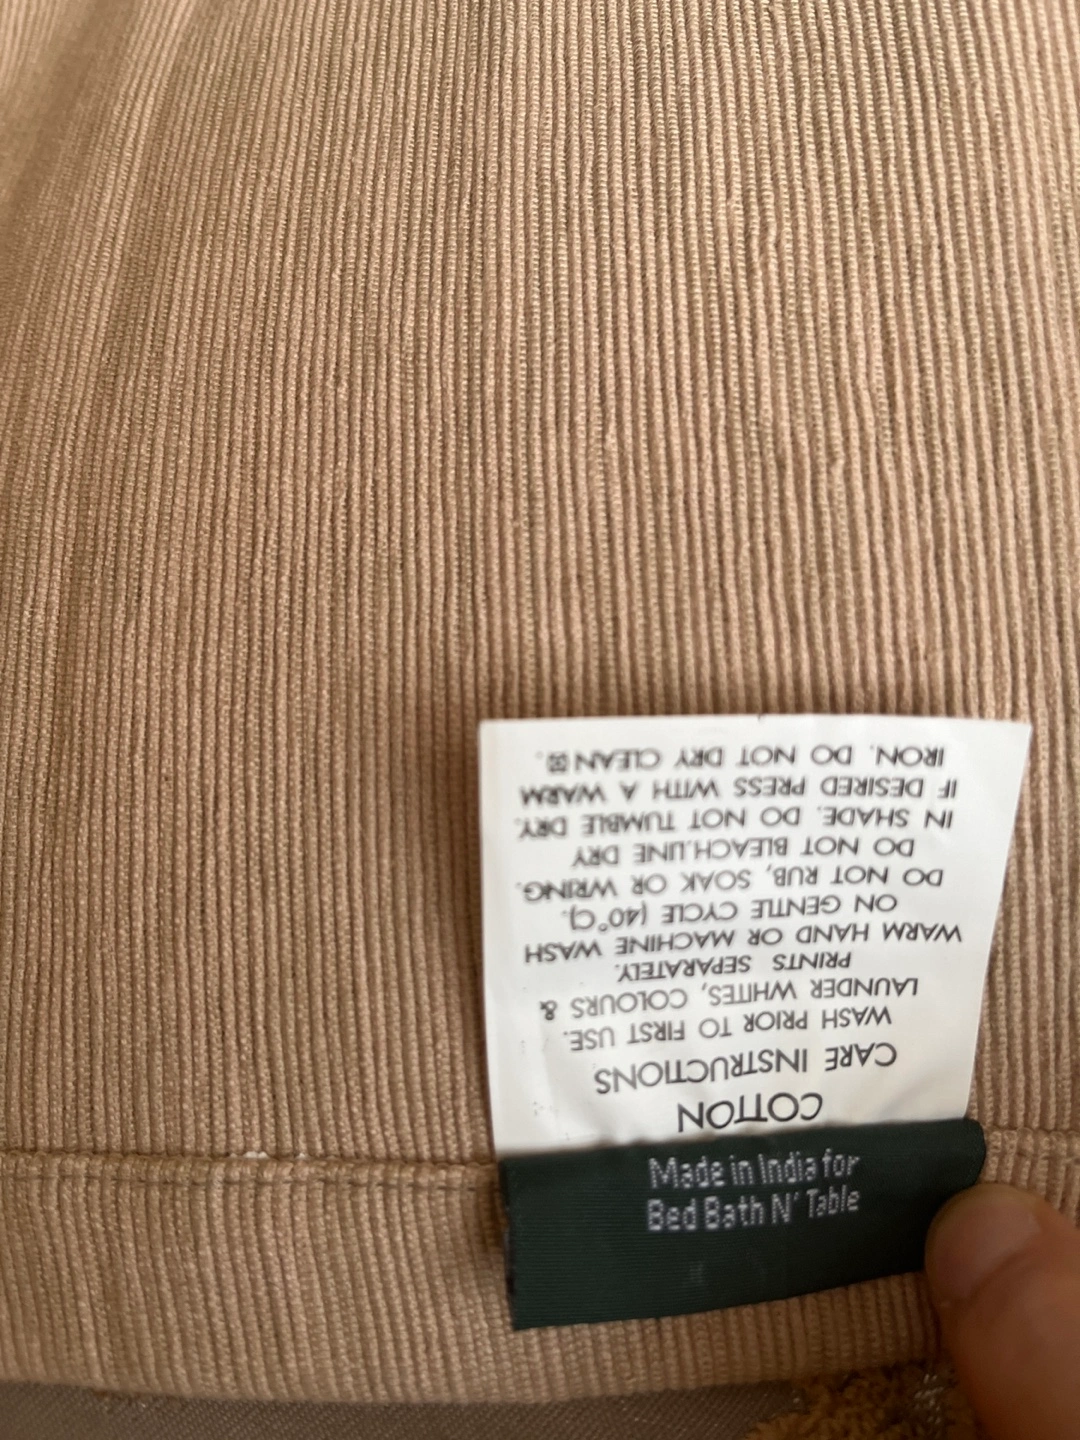 COTTON
CARE INSTRUCTIONS
WASH PRIOR TO FIRST USE.
LAUNDER WHITES, COLOURS &
PRINTS SEPARATELY.
WARM HAND OR MACHINE WASH
ON GENTLE CYCLE (40°C).
DO NOT RUB, SOAK OR WRING.
DO NOT BLEACH.LINE DRY
IN SHADE. DO NOT TUMBLE DRY.
IF DESIRED PRESS WITH A WARM
IRON. DO NOT DRY CLEAN ⊠.
Made in India for
Bed Bath N' Table